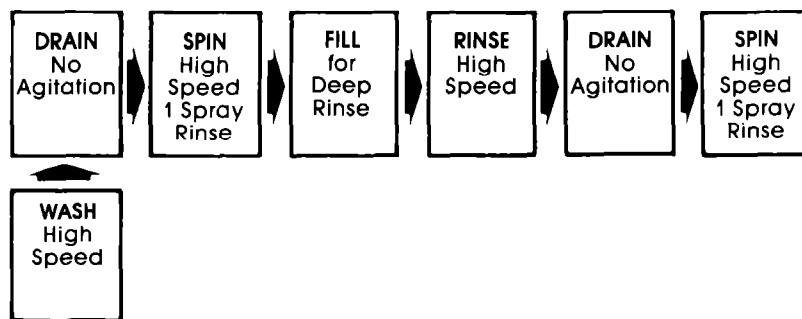 DRAIN
No
Agitation
SPIN
High
Speed
1 Spray
Rinse
FILL
for
Deep
Rinse
RINSE
High
Speed
DRAIN
No
Agitation
SPIN
High
Speed
1 Spray
Rinse
WASH
High
Speed